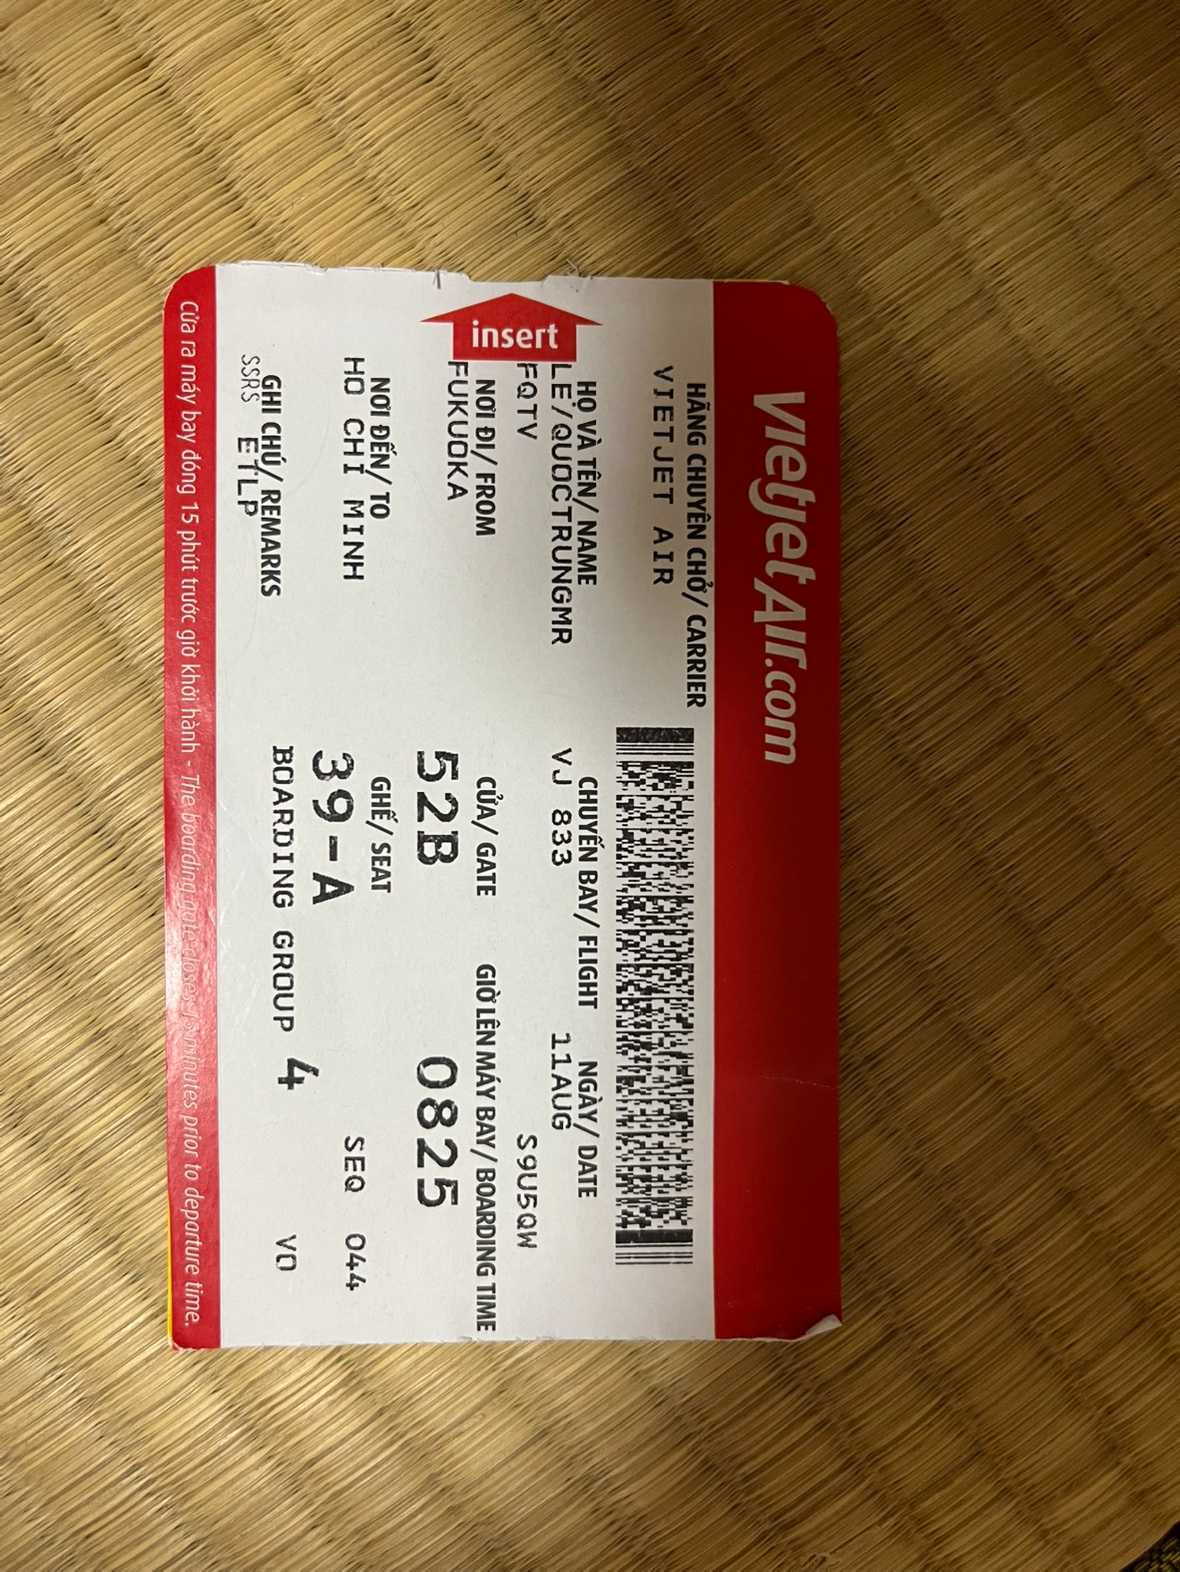 vietjetAir.com
HÃNG CHUYÊN CHỞ/ CARRIER
VIETJET AIR
HỌ VÀ TÊN/ NAME
LE/QUOCTRUNGMR
FQTV
CHUYẾN BAY/ FLIGHT
VJ 833
NGÀY/ DATE
11AUG
S9U5QW
NƠI ĐI/ FROM
FUKUOKA
CỬA/ GATE
52B
GIỜ LÊN MÁY BAY/ BOARDING TIME
0825
NƠI ĐẾN/ TO
HO CHI MINH
GHẾ/ SEAT
39-A
SEQ 044
GHI CHÚ/ REMARKS
SSRS ETLP
BOARDING GROUP 4
VO
insert
Cửa ra máy bay đóng 15 phút trước giờ khởi hành - The boarding gate closes 15 minutes prior to departure time.